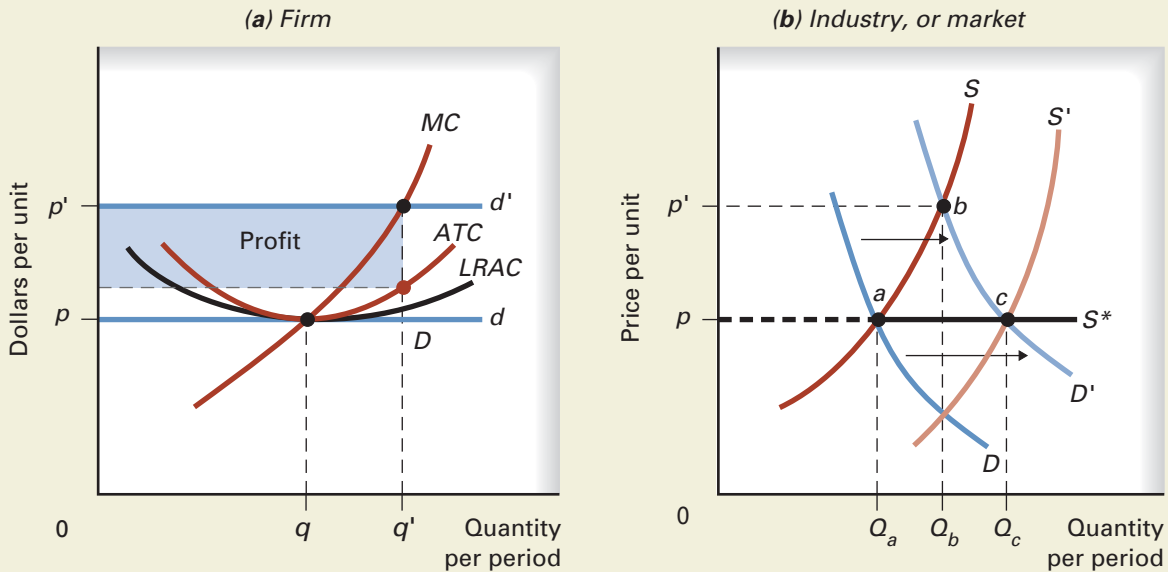 (a) Firm
Dollars per unit
p'
p
0
MC
d'
Profit
ATC
LRAC
d
D
q
q'
Quantity
per period
(b) Industry, or market
Price per unit
p'
p
0
S
S'
b
a
c
S*
D'
D
Qa
Qb
Qc
Quantity
per period